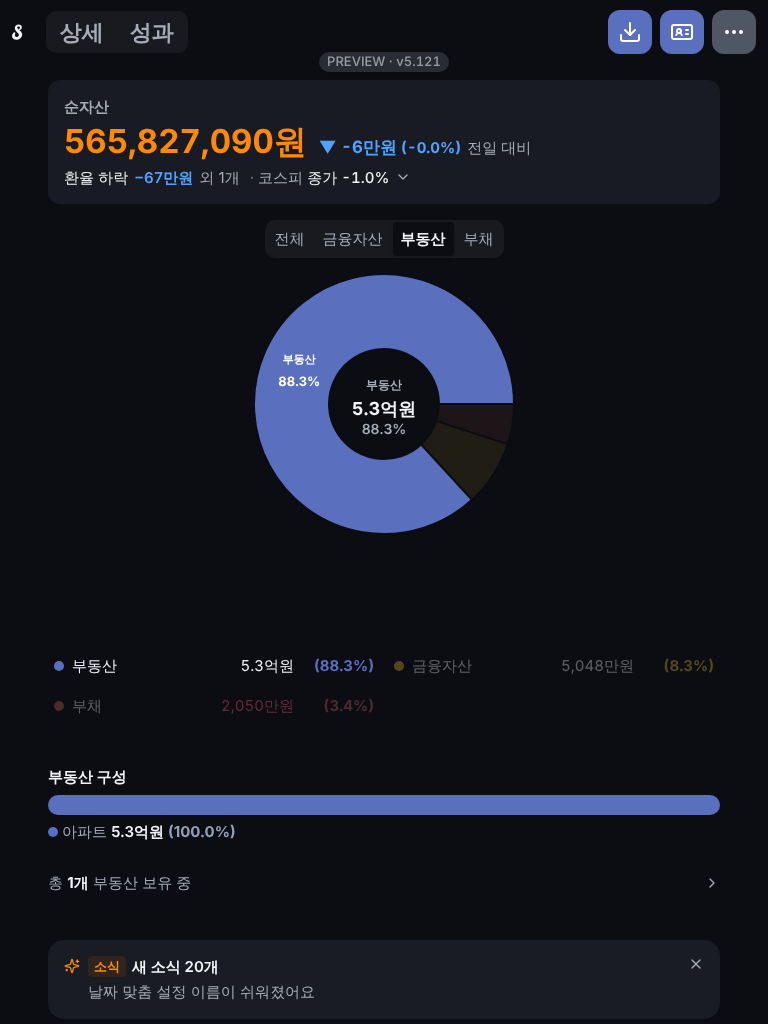 상세 성과
PREVIEW · v5.121
순자산
565,827,090원 ▼ -6만원 (-0.0%) 전일 대비
환율 하락 −67만원 외 1개 · 코스피 종가 -1.0%
전체 금융자산 부동산 부채
부동산
88.3%
부동산
5.3억원
88.3%
부동산 5.3억원 (88.3%) 금융자산 5,048만원 (8.3%)
부채 2,050만원 (3.4%)
부동산 구성
아파트 5.3억원 (100.0%)
총 1개 부동산 보유 중
소식 새 소식 20개
날짜 맞춤 설정 이름이 쉬워졌어요